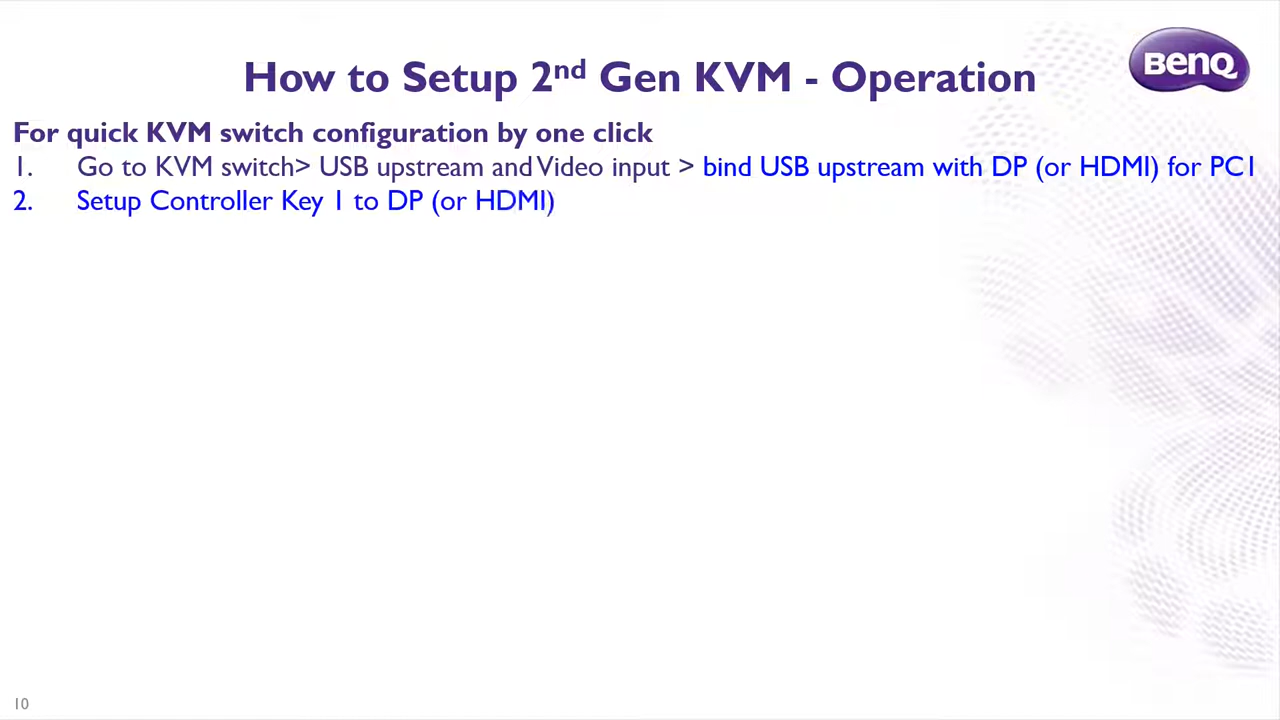 How to Setup 2nd Gen KVM - Operation
BenQ
For quick KVM switch configuration by one click
1. Go to KVM switch> USB upstream and Video input > bind USB upstream with DP (or HDMI) for PC1
2. Setup Controller Key 1 to DP (or HDMI)
10